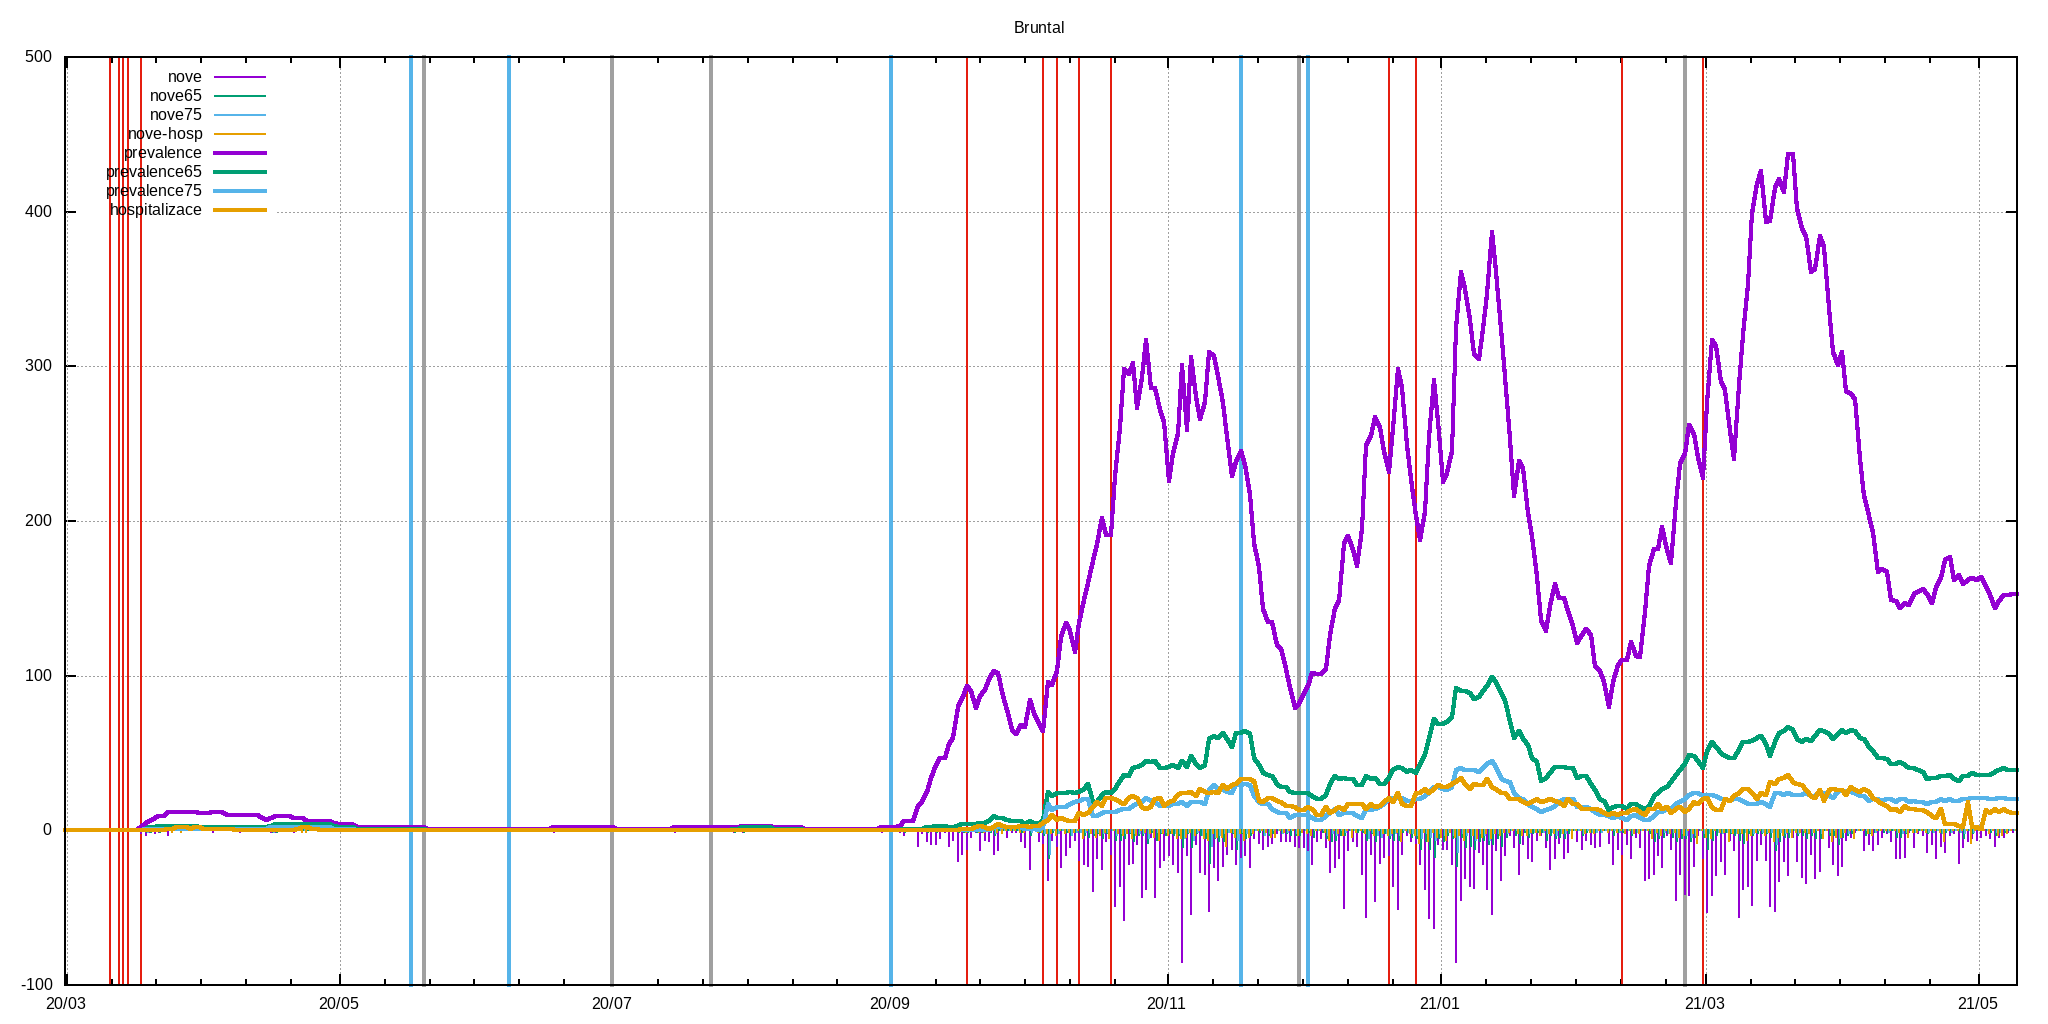 Bruntal
500
nove
nove65
nove75
nove-hosp
prevalence
prevalence65
prevalence75
hospitalizace
400
300
200
100
0
-100
20/03 20/05 20/07 20/09 20/11 21/01 21/03 21/05